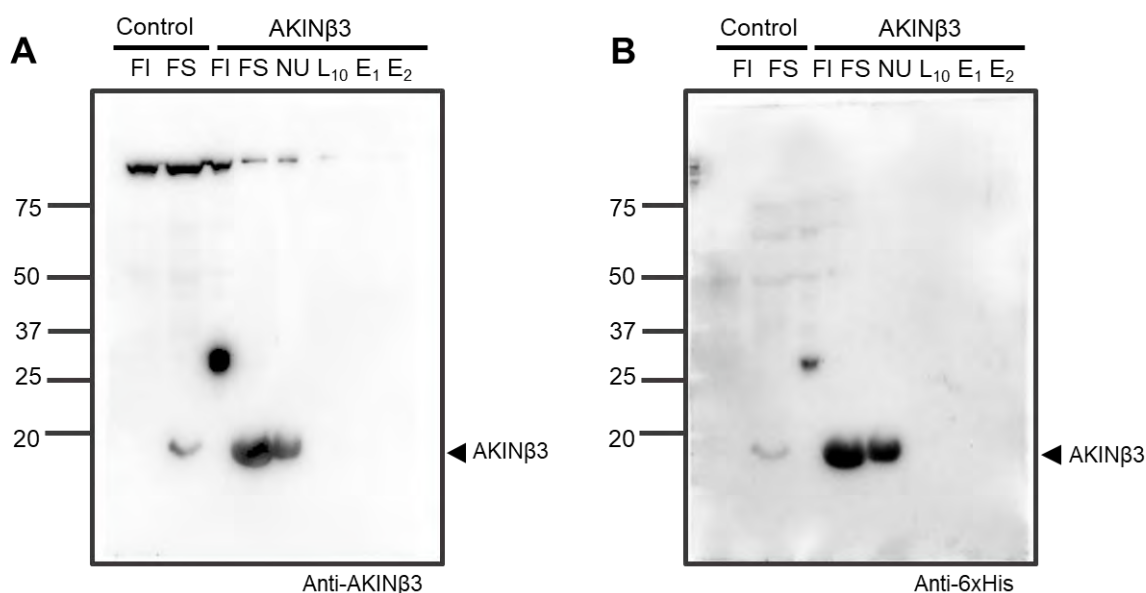 A
Control
AKINβ3
FI FS FI FS NU L₁₀ E₁ E₂
75
50
37
25
20
AKINβ3
Anti-AKINβ3
B
Control
AKINβ3
FI FS FI FS NU L₁₀ E₁ E₂
75
50
37
25
20
AKINβ3
Anti-6xHis